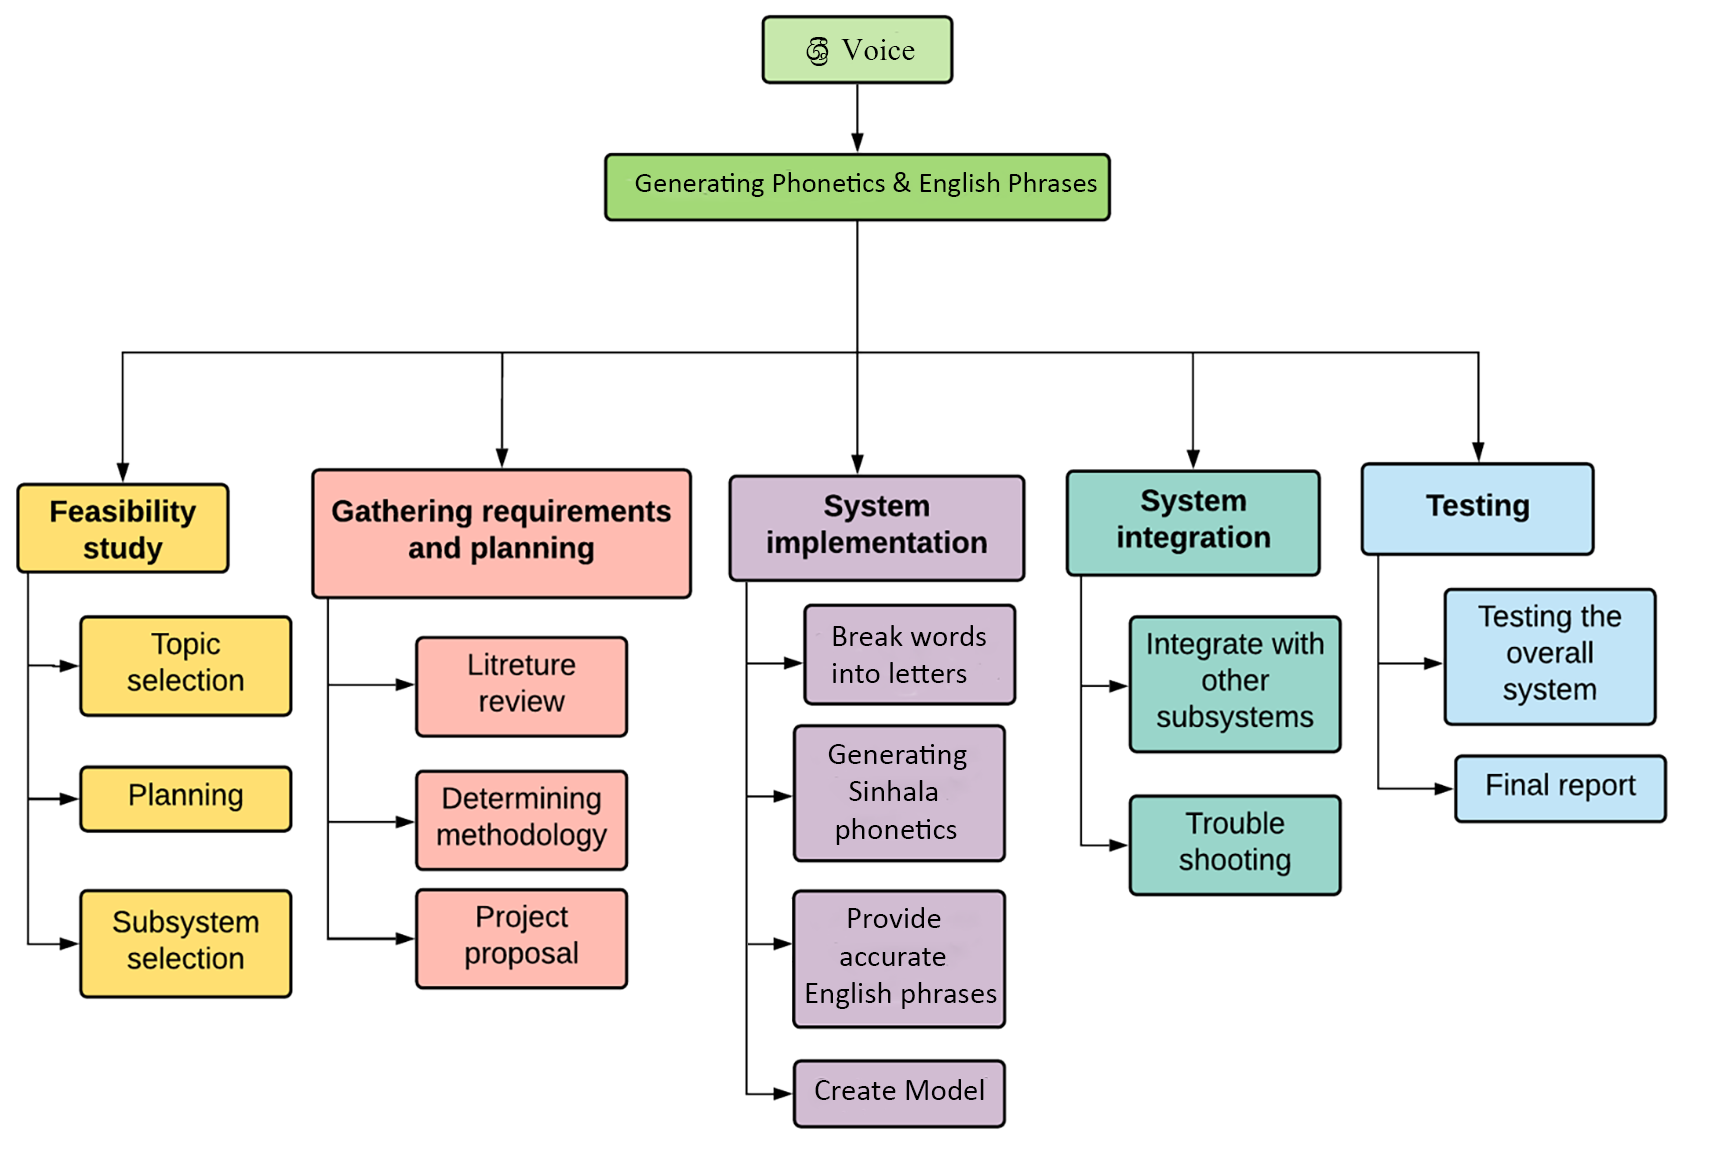 ශ්‍රී Voice
Generating Phonetics & English Phrases
Feasibility
study
Topic
selection
Planning
Subsystem
selection
Gathering requirements
and planning
Litreture
review
Determining
methodology
Project
proposal
System
implementation
Break words
into letters
Generating
Sinhala
phonetics
Provide
accurate
English phrases
Create Model
System
integration
Integrate with
other
subsystems
Trouble
shooting
Testing
Testing the
overall
system
Final report